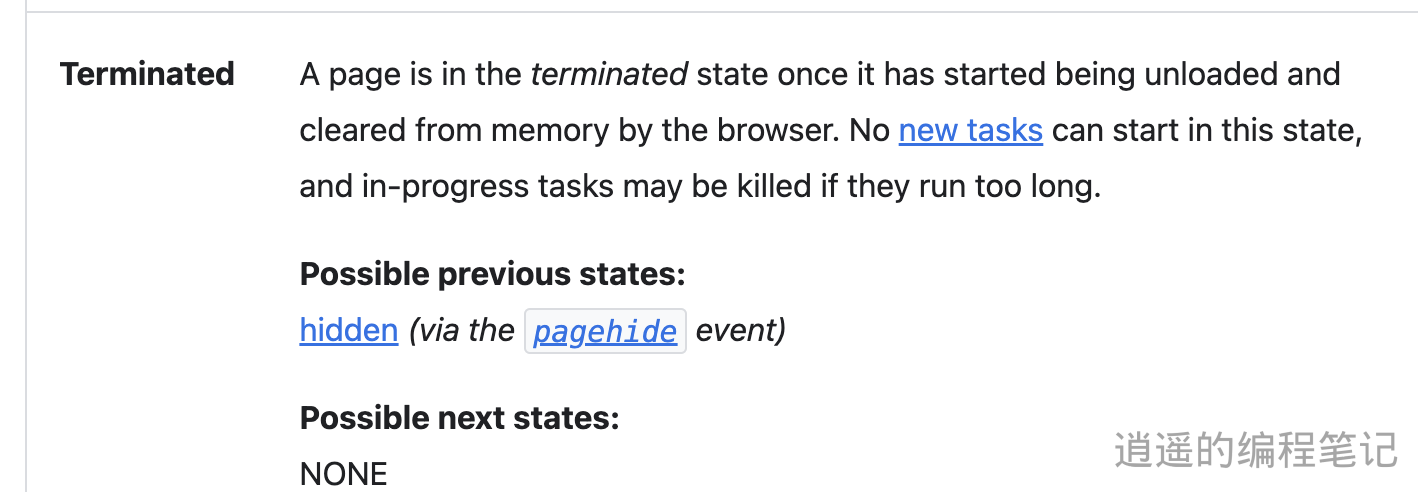 Terminated
A page is in the terminated state once it has started being unloaded and
cleared from memory by the browser. No new tasks can start in this state,
and in-progress tasks may be killed if they run too long.
Possible previous states:
hidden (via the pagehide event)
Possible next states:
NONE
逍遥的编程笔记